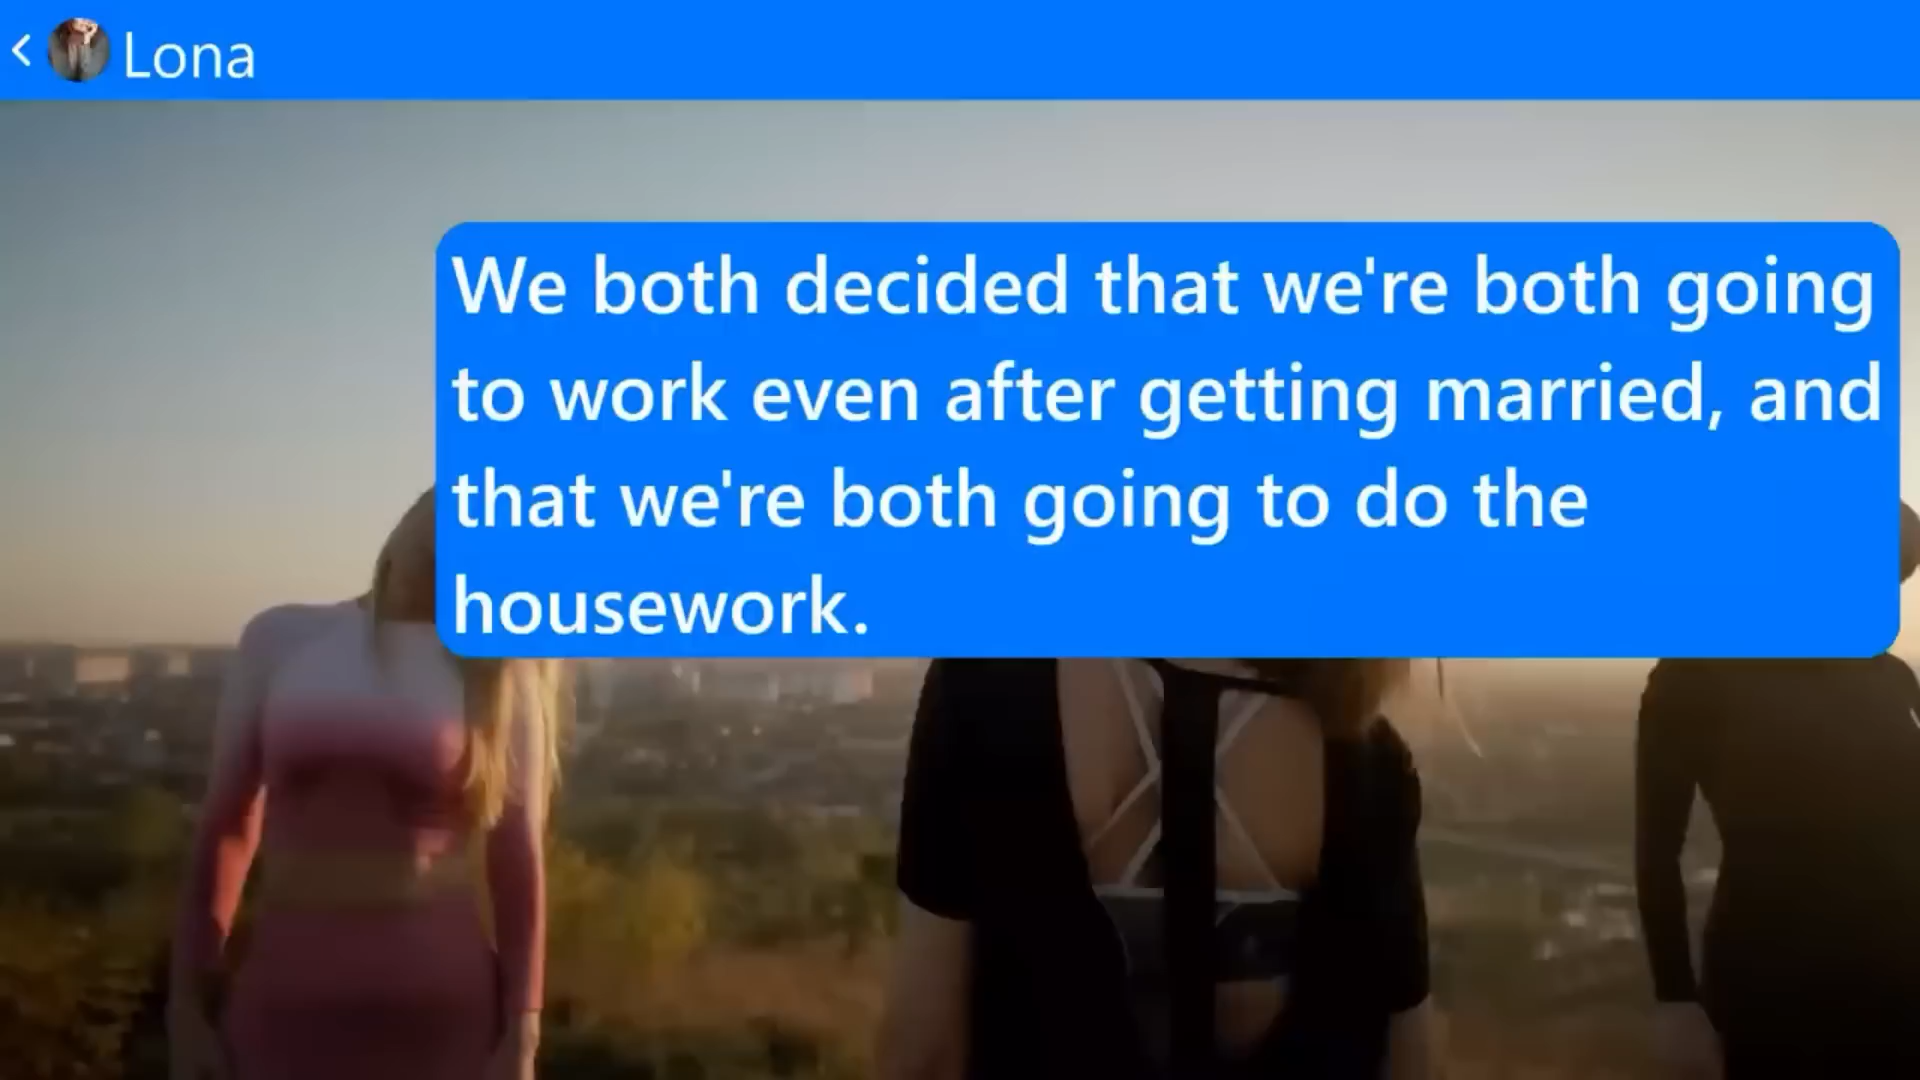 Lona
We both decided that we're both going
to work even after getting married, and
that we're both going to do the
housework.